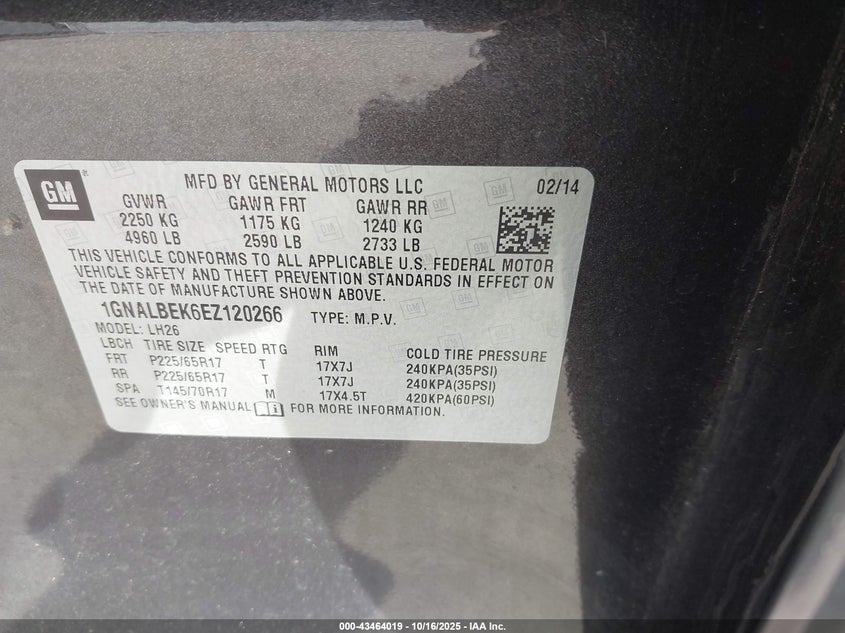 GM
MFD BY GENERAL MOTORS LLC 02/14
GVWR GAWR FRT GAWR RR
2250 KG 1175 KG 1240 KG
4960 LB 2590 LB 2733 LB
THIS VEHICLE CONFORMS TO ALL APPLICABLE U.S. FEDERAL MOTOR
VEHICLE SAFETY AND THEFT PREVENTION STANDARDS IN EFFECT ON
THE DATE OF MANUFACTURE SHOWN ABOVE.
1GNALBEK6EZ120266 TYPE: M.P.V.
MODEL: LH26
LBCH TIRE SIZE SPEED RTG RIM COLD TIRE PRESSURE
FRT P225/65R17 T 17X7J 240KPA(35PSI)
RR P225/65R17 T 17X7J 240KPA(35PSI)
SPA T145/70R17 M 17X4.5T 420KPA(60PSI)
SEE OWNER'S MANUAL FOR MORE INFORMATION.
000-43464019 - 10/16/2025 - IAA Inc.